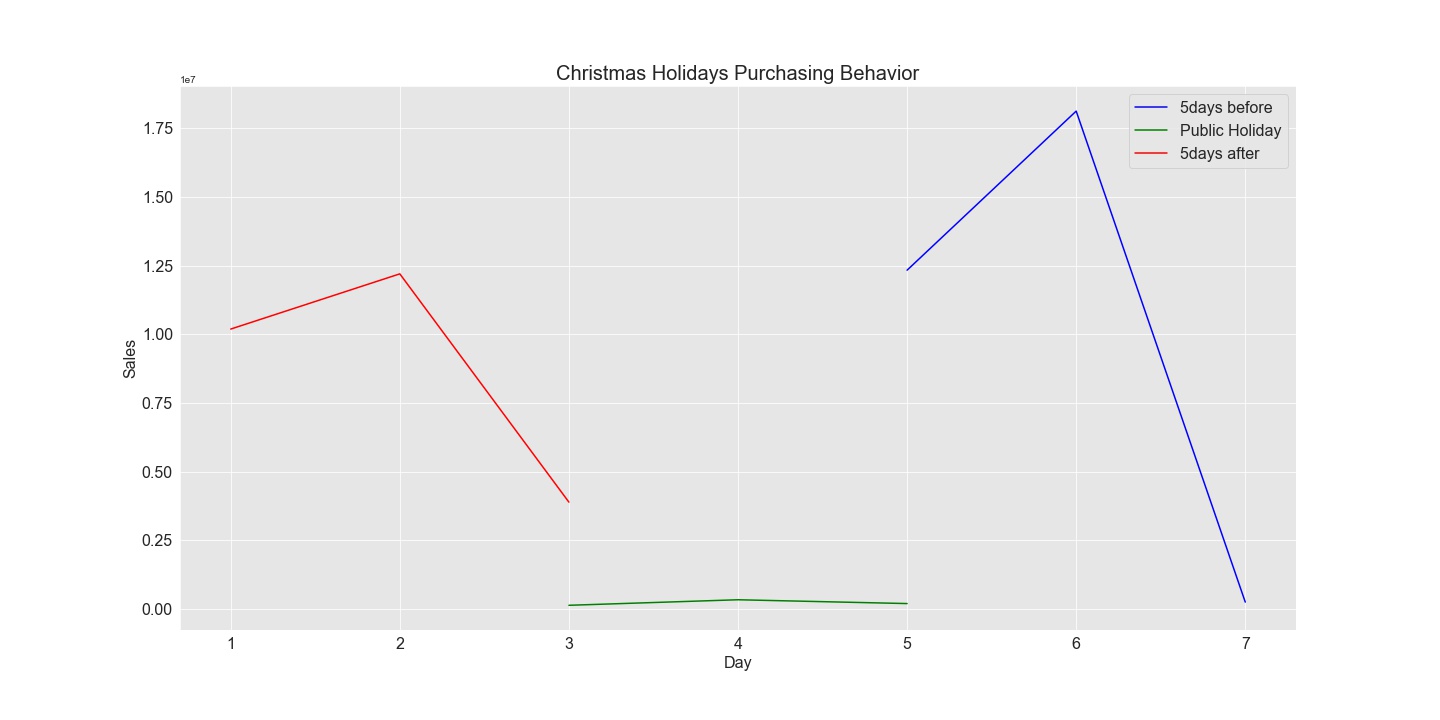 Christmas Holidays Purchasing Behavior
1e7
5days before
Public Holiday
5days after
1.75
1.50
1.25
1.00
0.75
0.50
0.25
0.00
Sales
1 2 3 4 5 6 7
Day